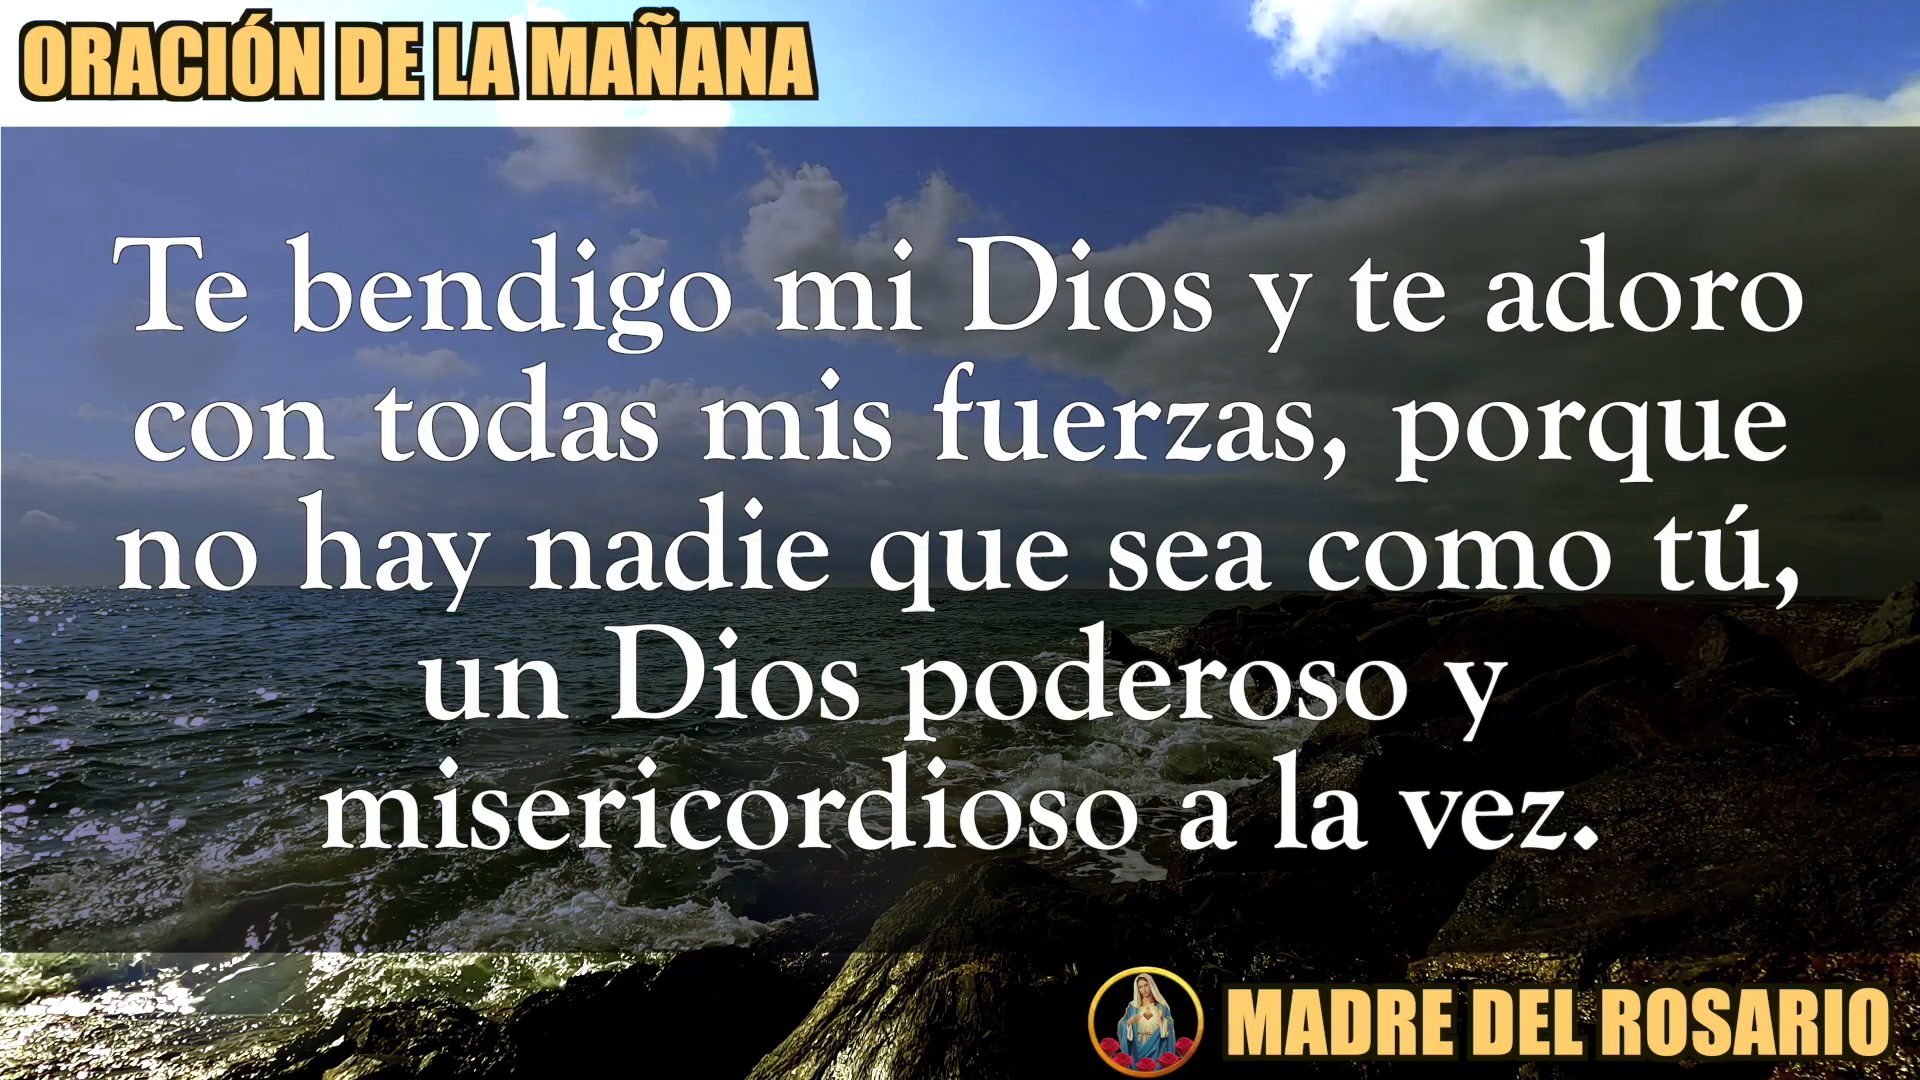 ORACIÓN DE LA MAÑANA
Te bendigo mi Dios y te adoro
con todas mis fuerzas, porque
no hay nadie que sea como tú,
un Dios poderoso y
misericordioso a la vez.
MADRE DEL ROSARIO